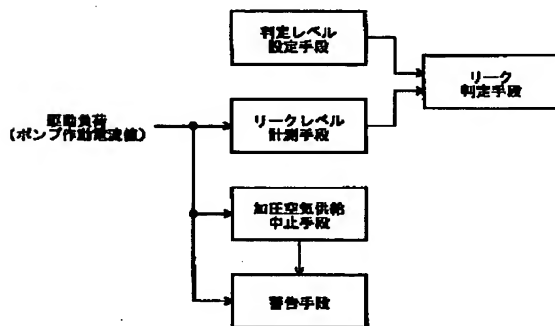 判定レベル
設定手段
リーク
判定手段
駆動負荷
(ポンプ作動電流値)
リークレベル
計測手段
加圧空気供給
中止手段
警告手段